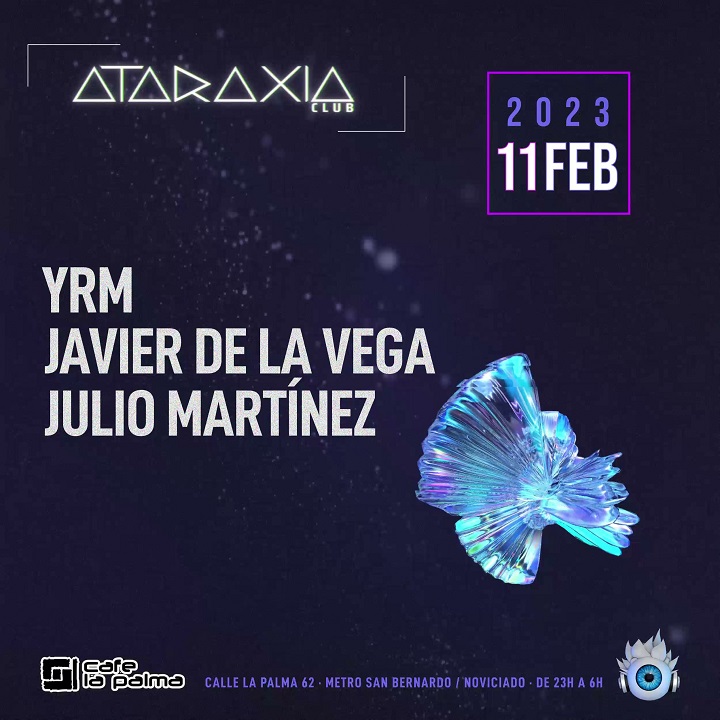 ATARAXIA
CLUB
2023
11FEB
YRM
JAVIER DE LA VEGA
JULIO MARTÍNEZ
cafe
la palma
CALLE LA PALMA 62 · METRO SAN BERNARDO / NOVICIADO · DE 23H A 6H